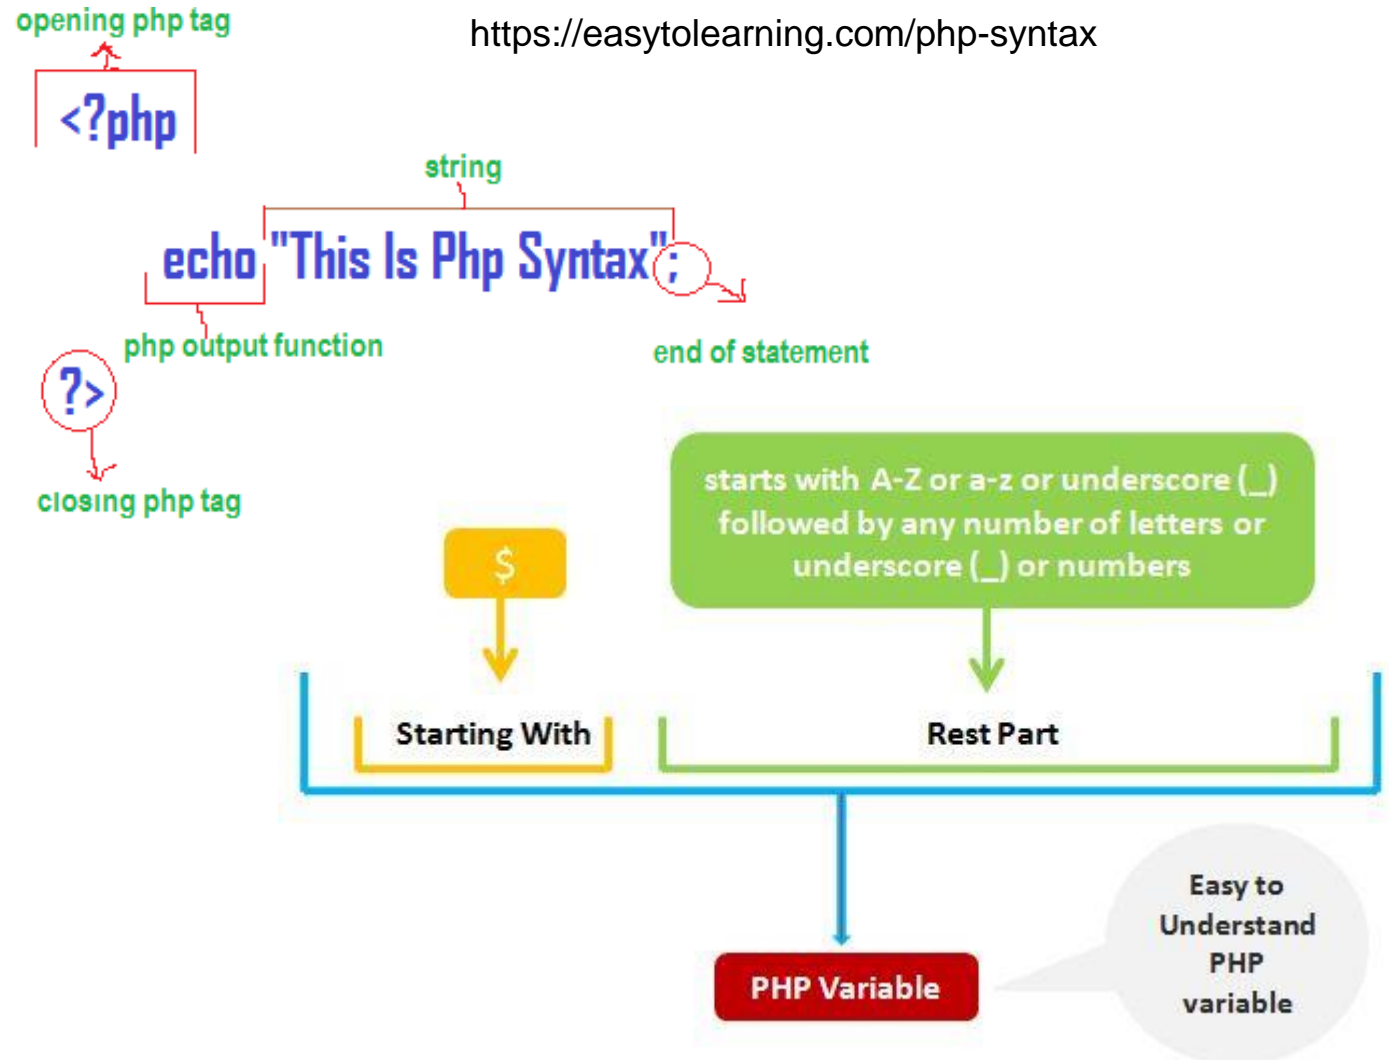 opening php tag
https://easytolearning.com/php-syntax
<?php
string
echo "This Is Php Syntax";
php output function
end of statement
?>
closing php tag
starts with A-Z or a-z or underscore (_)
followed by any number of letters or
underscore (_) or numbers
$
Starting With
Rest Part
Easy to
Understand
PHP
variable
PHP Variable